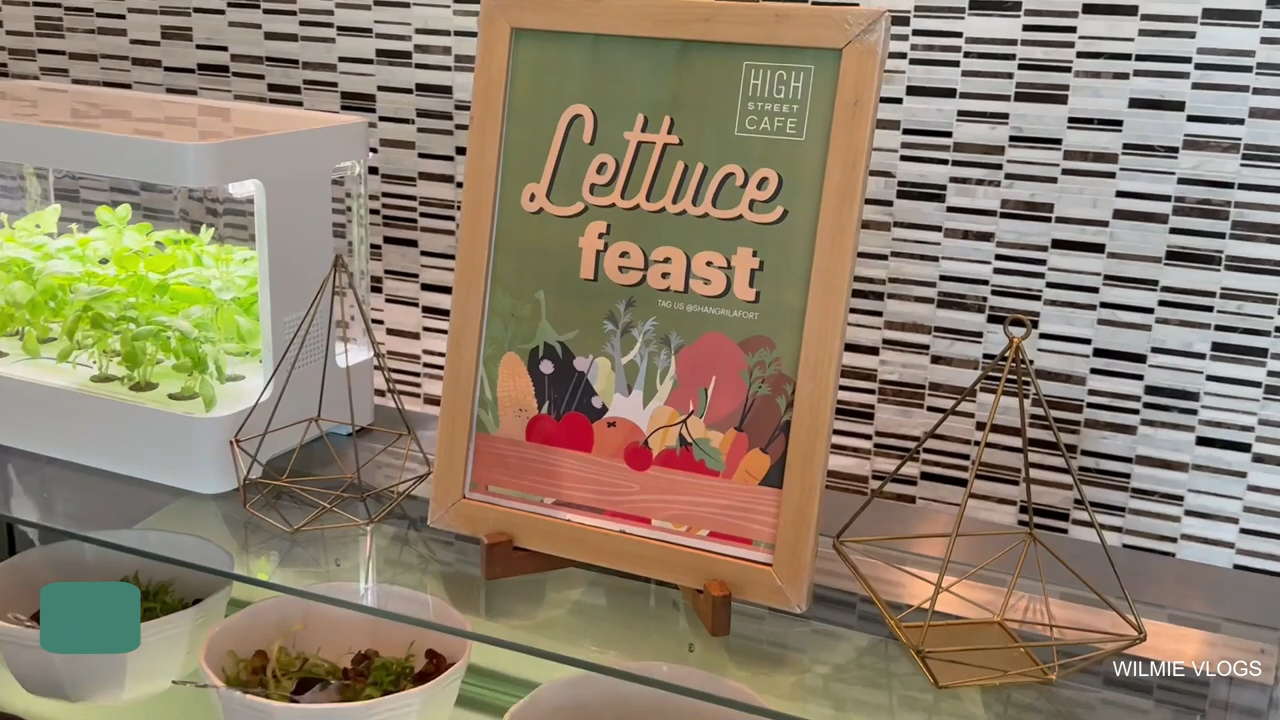 HIGH
STREET
CAFE
Lettuce
feast
TAG US @SHANGRILAFORT
WILMIE VLOGS